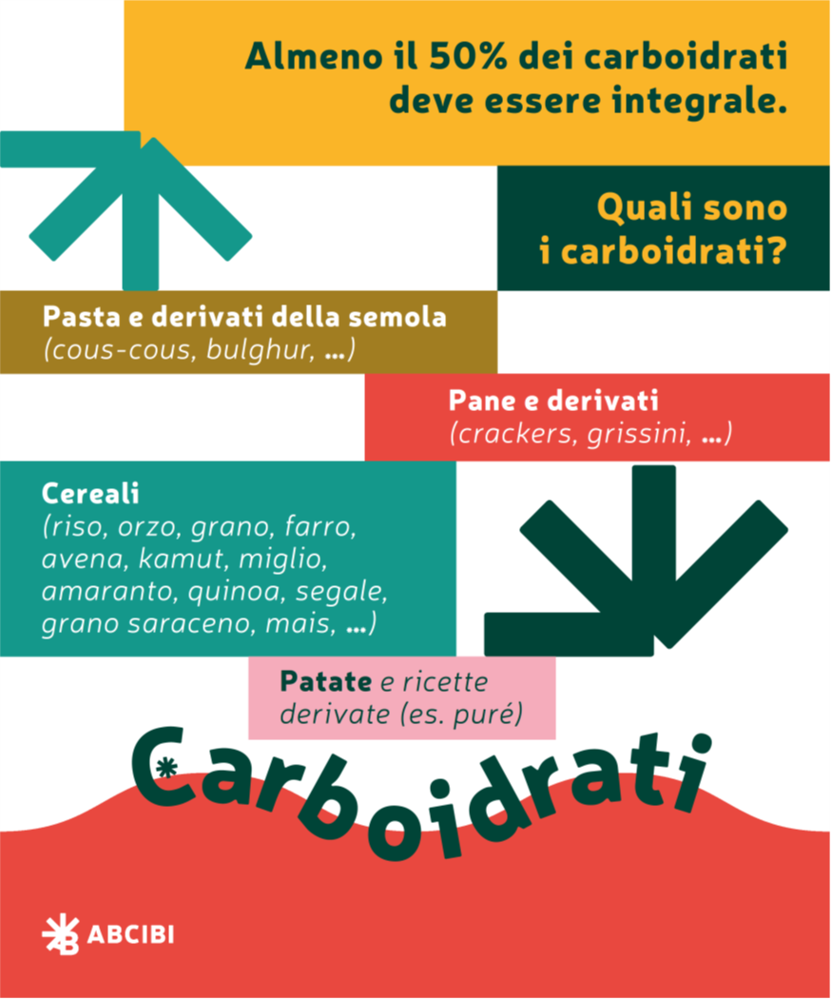 Almeno il 50% dei carboidrati
deve essere integrale.
Quali sono
i carboidrati?
Pasta e derivati della semola
(cous-cous, bulghur, ...)
Pane e derivati
(crackers, grissini, ...)
Cereali
(riso, orzo, grano, farro,
avena, kamut, miglio,
amaranto, quinoa, segale,
grano saraceno, mais, ...)
Patate e ricette
derivate (es. puré)
Carboidrati
ABCIBI